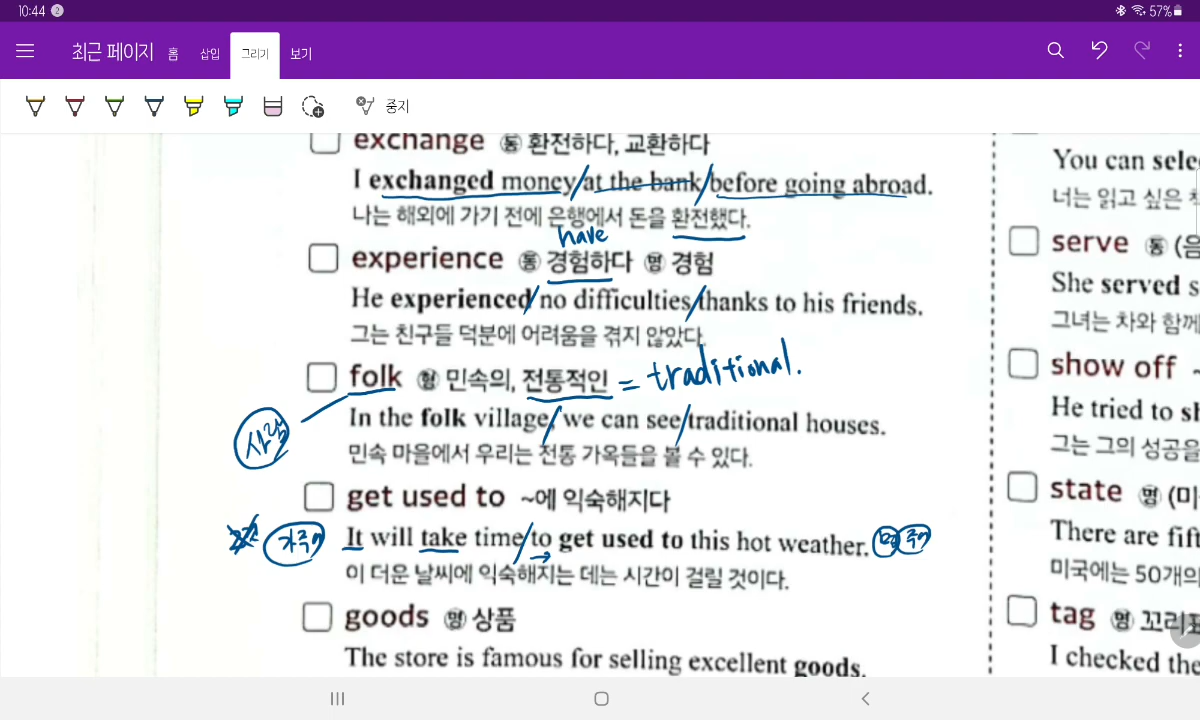 10:44 2 57%
최근 페이지 홈 삽입 그리기 보기
중지
exchange 동 환전하다, 교환하다
I exchanged money/at the bank/before going abroad.
나는 해외에 가기 전에 은행에서 돈을 환전했다.
have
experience 동 경험하다 명 경험
He experienced/no difficulties/thanks to his friends.
그는 친구들 덕분에 어려움을 겪지 않았다.
folk 형 민속의, 전통적인 = traditional.
사람
In the folk village,/we can see/traditional houses.
민속 마을에서 우리는 전통 가옥들을 볼 수 있다.
get used to ~에 익숙해지다
가주어 It will take time/to get used to this hot weather. 주어
이 더운 날씨에 익숙해지는 데는 시간이 걸릴 것이다.
goods 명 상품
The store is famous for selling excellent goods.
You can sele
너는 읽고 싶은 책
serve 동 (음
She served s
그녀는 차와 함께
show off ~
He tried to sh
그는 그의 성공을
state 명 (미
There are fift
미국에는 50개의
tag 명 꼬리표
I checked the